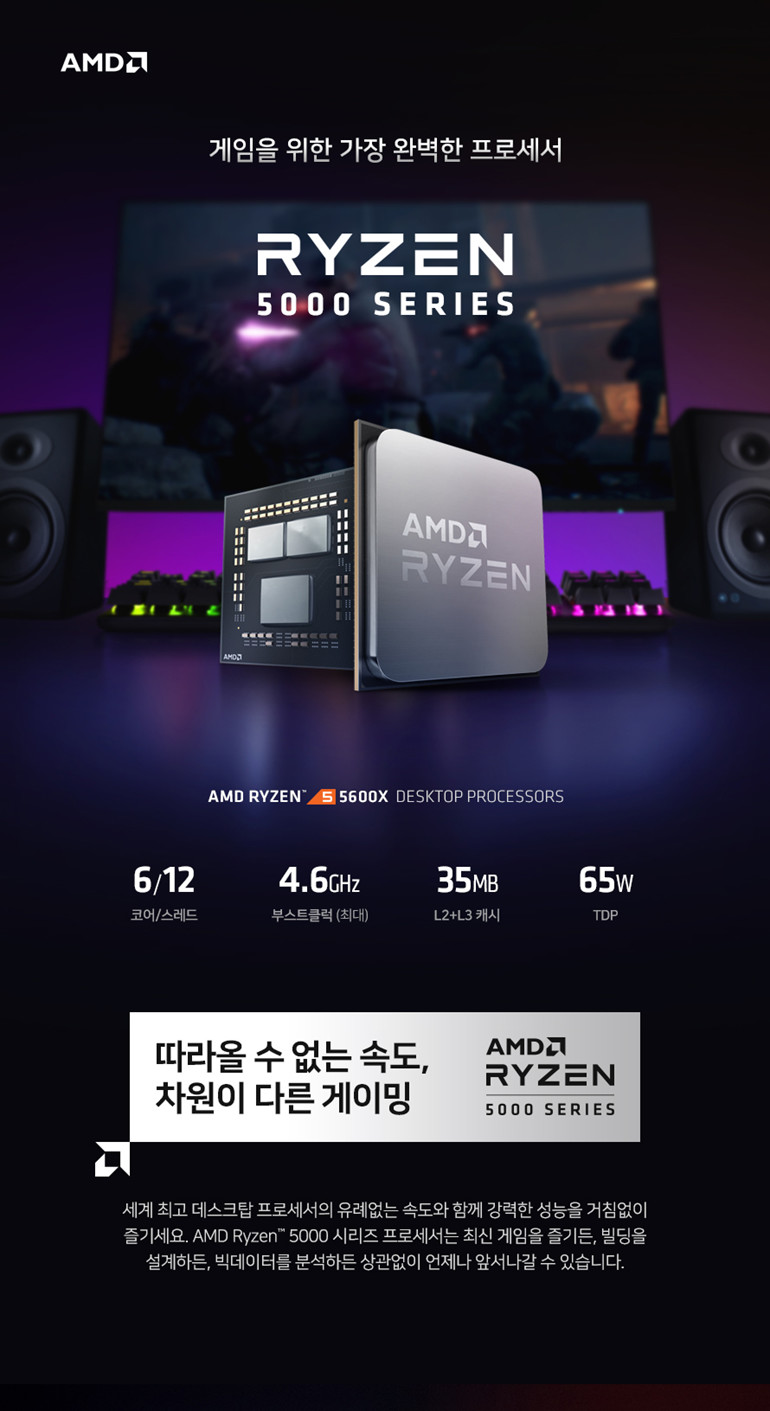 AMD
게임을 위한 가장 완벽한 프로세서
RYZEN
5000 SERIES
AMD
RYZEN
AMD
AMD RYZEN™ 5 5600X DESKTOP PROCESSORS
6/12 4.6GHz 35MB 65W
코어/스레드 부스트클럭 (최대) L2+L3 캐시 TDP
따라올 수 없는 속도,
차원이 다른 게이밍
AMD
RYZEN
5000 SERIES
세계 최고 데스크탑 프로세서의 유례없는 속도와 함께 강력한 성능을 거침없이
즐기세요. AMD Ryzen™ 5000 시리즈 프로세서는 최신 게임을 즐기든, 빌딩을
설계하든, 빅데이터를 분석하든 상관없이 언제나 앞서나갈 수 있습니다.